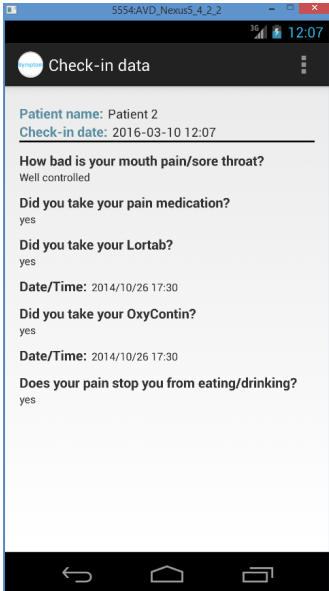 5554:AVD_Nexus5_4_2_2
3G 12:07
symptom Check-in data
Patient name: Patient 2
Check-in date: 2016-03-10 12:07
How bad is your mouth pain/sore throat?
Well controlled
Did you take your pain medication?
yes
Did you take your Lortab?
yes
Date/Time: 2014/10/26 17:30
Did you take your OxyContin?
yes
Date/Time: 2014/10/26 17:30
Does your pain stop you from eating/drinking?
yes